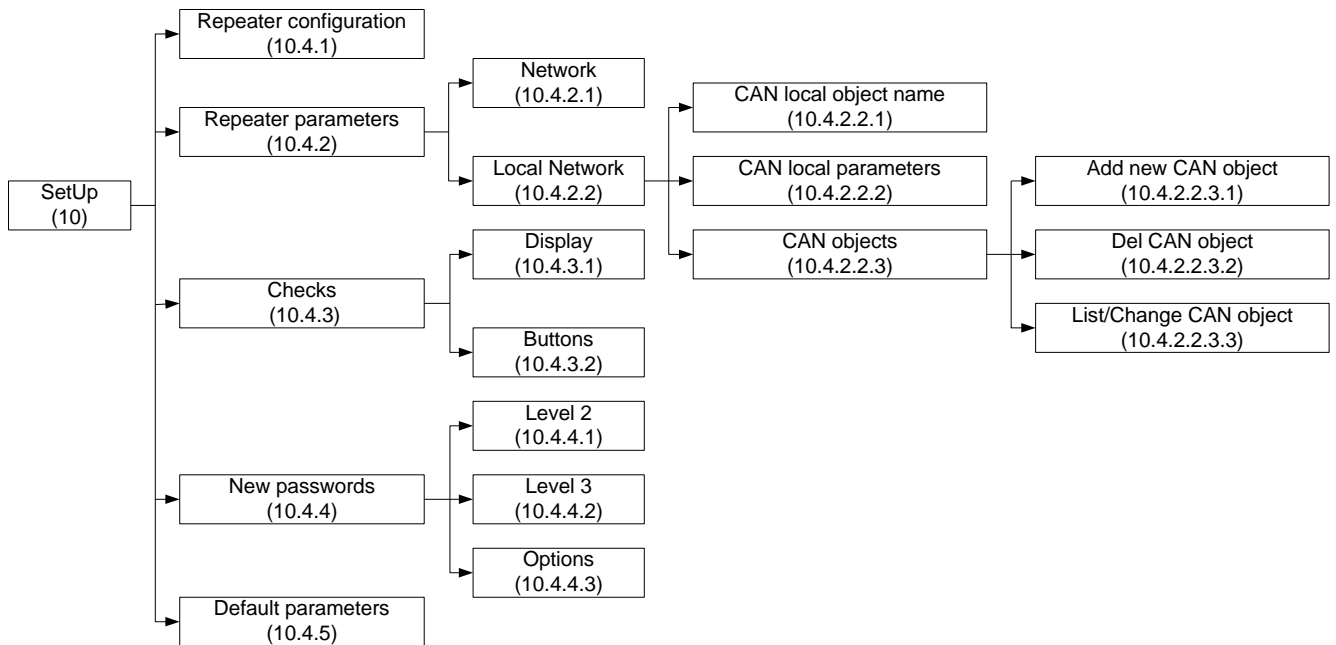 SetUp
(10)
Repeater configuration
(10.4.1)
Repeater parameters
(10.4.2)
Network
(10.4.2.1)
Local Network
(10.4.2.2)
CAN local object name
(10.4.2.2.1)
CAN local parameters
(10.4.2.2.2)
CAN objects
(10.4.2.2.3)
Add new CAN object
(10.4.2.2.3.1)
Del CAN object
(10.4.2.2.3.2)
List/Change CAN object
(10.4.2.2.3.3)
Checks
(10.4.3)
Display
(10.4.3.1)
Buttons
(10.4.3.2)
New passwords
(10.4.4)
Level 2
(10.4.4.1)
Level 3
(10.4.4.2)
Options
(10.4.4.3)
Default parameters
(10.4.5)